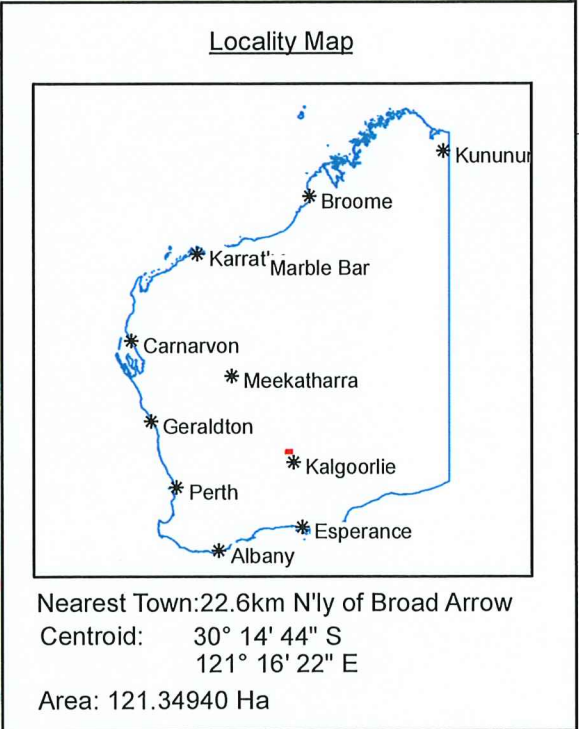 Locality Map
Kununur
Broome
Karrat'
Marble Bar
Carnarvon
Meekatharra
Geraldton
Kalgoorlie
Perth
Esperance
Albany
Nearest Town:22.6km N'ly of Broad Arrow
Centroid: 30° 14' 44" S
121° 16' 22" E
Area: 121.34940 Ha